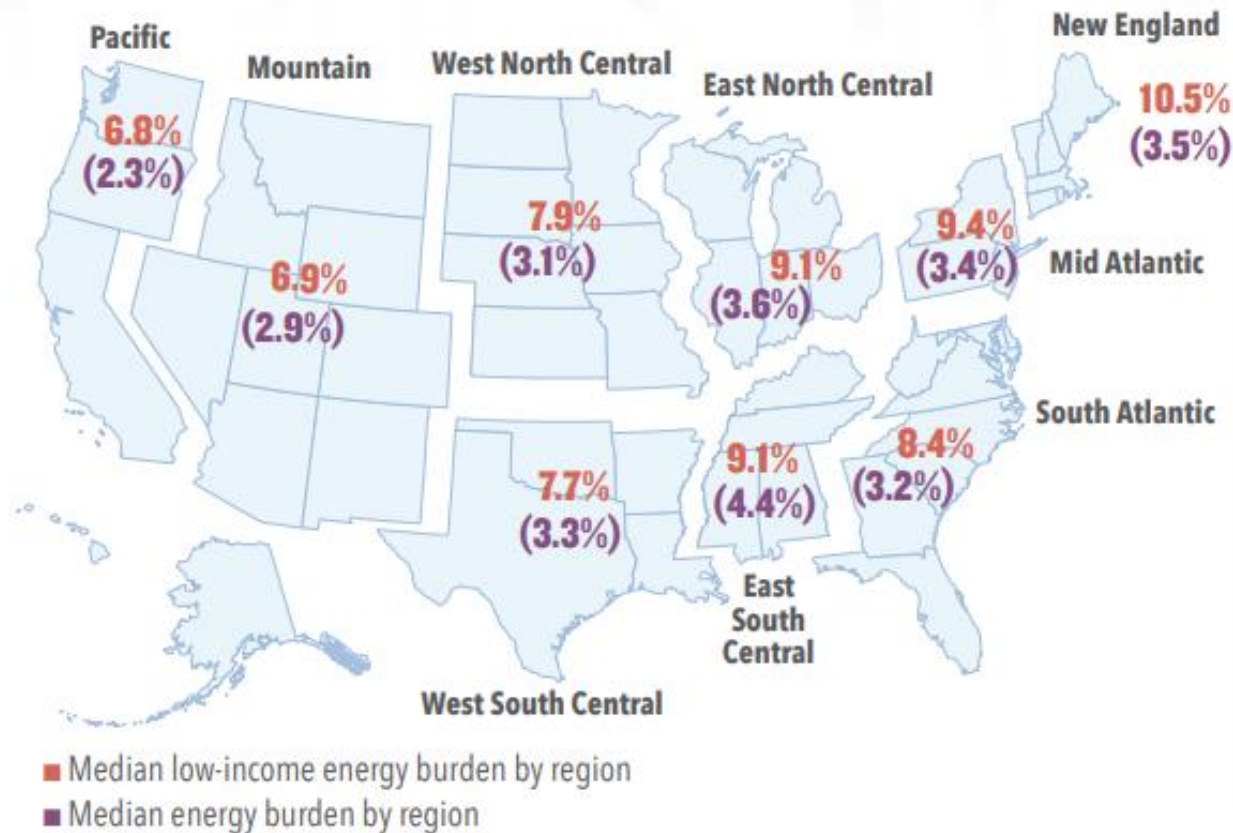 Pacific
6.8%
(2.3%)
Mountain
6.9%
(2.9%)
West North Central
7.9%
(3.1%)
East North Central
9.1%
(3.6%)
New England
10.5%
(3.5%)
9.4%
(3.4%)
Mid Atlantic
South Atlantic
8.4%
(3.2%)
9.1%
(4.4%)
East
South
Central
7.7%
(3.3%)
West South Central
Median low-income energy burden by region
Median energy burden by region